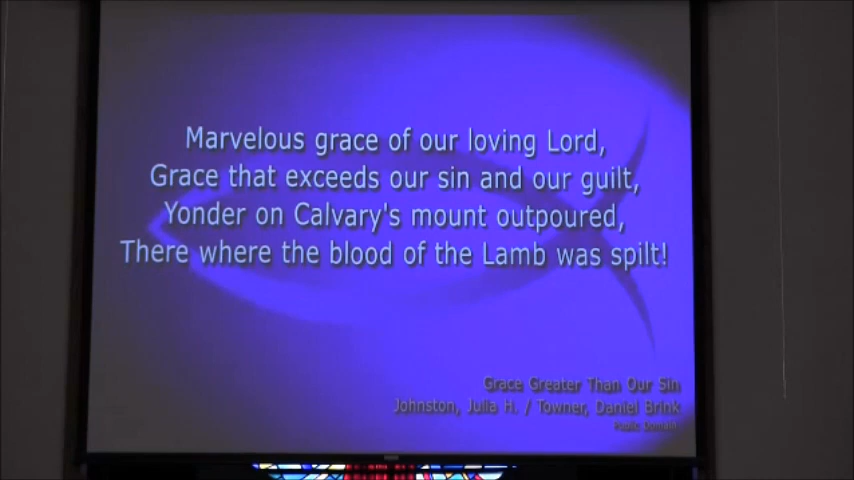 Marvelous grace of our loving Lord,
Grace that exceeds our sin and our guilt,
Yonder on Calvary's mount outpoured,
There where the blood of the Lamb was spilt!
Grace Greater Than Our Sin
Johnston, Julia H. / Towner, Daniel Brink
Public Domain